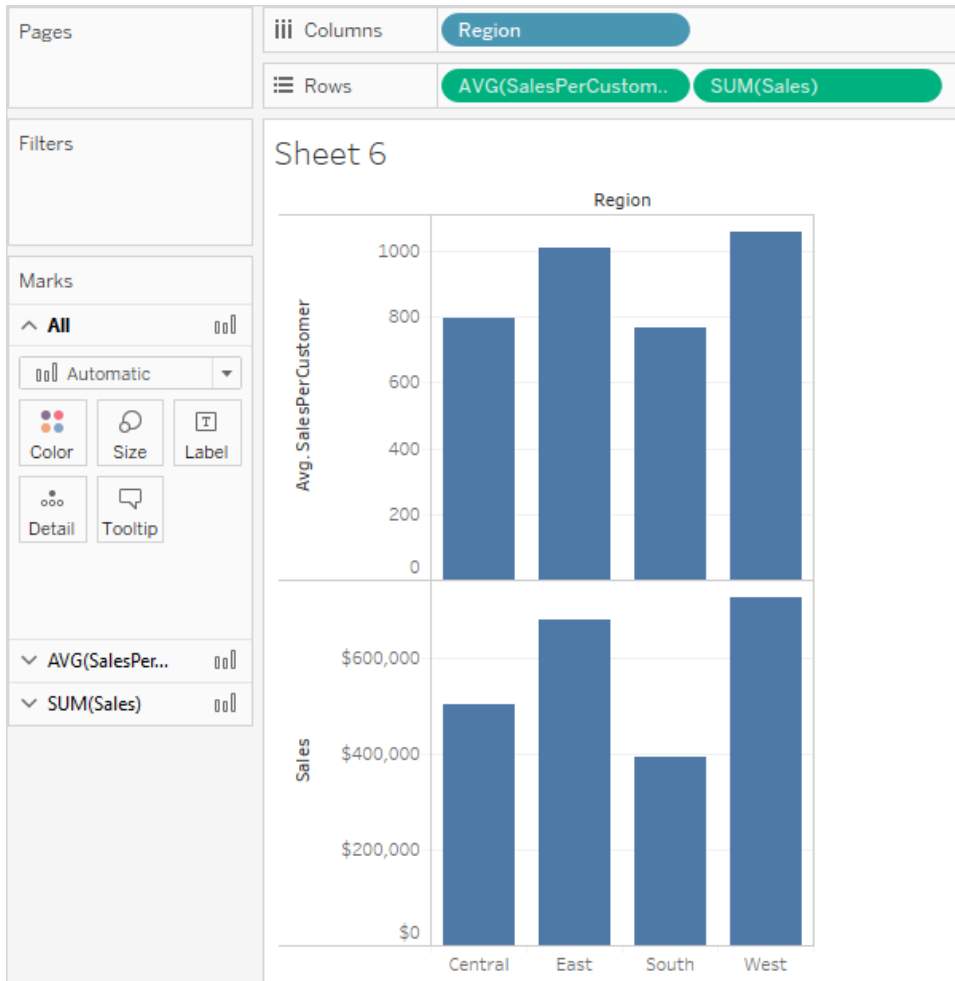 Pages
Columns
Region
Rows
AVG(SalesPerCustom..
SUM(Sales)
Filters
Marks
All
Automatic
Color
Size
T
Label
Detail
Tooltip
AVG(SalesPer...
SUM(Sales)
Sheet 6
Region
Avg. SalesPerCustomer
1000
800
600
400
200
0
Sales
$600,000
$400,000
$200,000
$0
Central
East
South
West